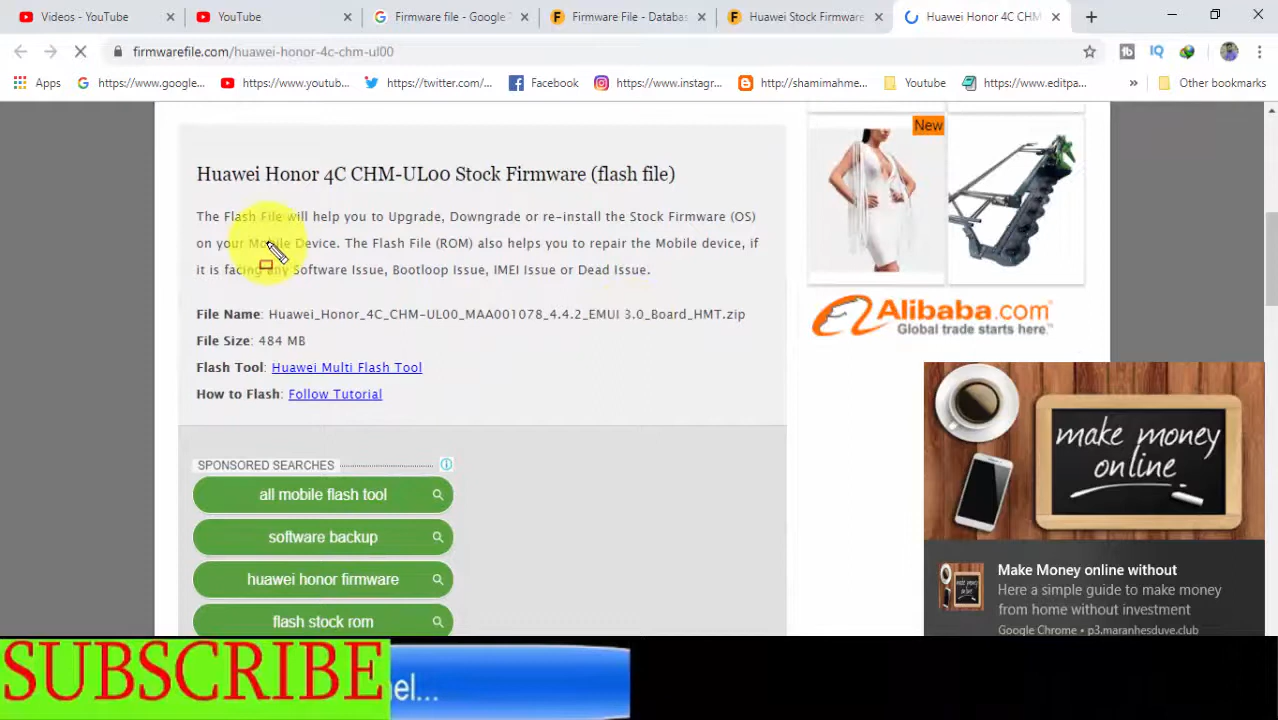 Videos - YouTube
YouTube
Firmware file - Google
Firmware File - Databas
Huawei Stock Firmware
Huawei Honor 4C CHM
firmwarefile.com/huawei-honor-4c-chm-ul00
Apps
https://www.google...
https://www.youtub...
https://twitter.com/...
Facebook
https://www.instagr...
http://shamimahme...
Youtube
https://www.editpa...
Other bookmarks
New
Huawei Honor 4C CHM-UL00 Stock Firmware (flash file)
The Flash File will help you to Upgrade, Downgrade or re-install the Stock Firmware (OS)
on your Mobile Device. The Flash File (ROM) also helps you to repair the Mobile device, if
it is facing any Software Issue, Bootloop Issue, IMEI Issue or Dead Issue.
Alibaba.com
Global trade starts here.™
File Name: Huawei_Honor_4C_CHM-UL00_MAA001078_4.4.2_EMUI 3.0_Board_HMT.zip
File Size: 484 MB
Flash Tool: Huawei Multi Flash Tool
How to Flash: Follow Tutorial
make money
online
SPONSORED SEARCHES
all mobile flash tool
software backup
huawei honor firmware
flash stock rom
Make Money online without
Here a simple guide to make money
from home without investment
Google Chrome • p3.maranhesduve.club
SUBSCRIBE
el...